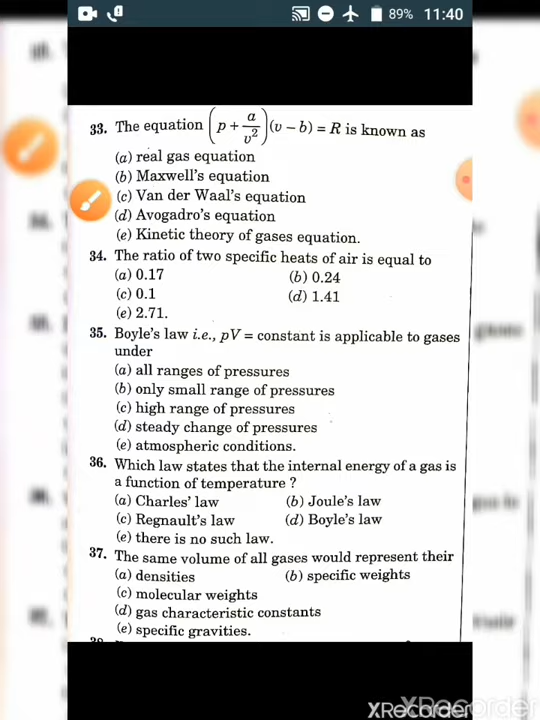 89% 11:40
33. The equation (p + a/v²)(v – b) = R is known as
(a) real gas equation
(b) Maxwell's equation
(c) Van der Waal's equation
(d) Avogadro's equation
(e) Kinetic theory of gases equation.
34. The ratio of two specific heats of air is equal to
(a) 0.17 (b) 0.24
(c) 0.1 (d) 1.41
(e) 2.71.
35. Boyle's law i.e., pV = constant is applicable to gases
under
(a) all ranges of pressures
(b) only small range of pressures
(c) high range of pressures
(d) steady change of pressures
(e) atmospheric conditions.
36. Which law states that the internal energy of a gas is
a function of temperature ?
(a) Charles' law (b) Joule's law
(c) Regnault's law (d) Boyle's law
(e) there is no such law.
37. The same volume of all gases would represent their
(a) densities (b) specific weights
(c) molecular weights
(d) gas characteristic constants
(e) specific gravities.
XRecorder
XRecorder